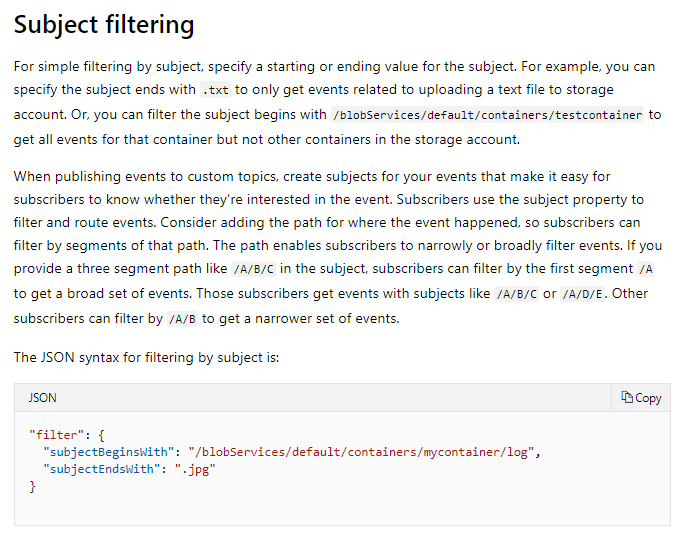 Subject filtering
For simple filtering by subject, specify a starting or ending value for the subject. For example, you can
specify the subject ends with .txt to only get events related to uploading a text file to storage
account. Or, you can filter the subject begins with /blobServices/default/containers/testcontainer to
get all events for that container but not other containers in the storage account.
When publishing events to custom topics, create subjects for your events that make it easy for
subscribers to know whether they're interested in the event. Subscribers use the subject property to
filter and route events. Consider adding the path for where the event happened, so subscribers can
filter by segments of that path. The path enables subscribers to narrowly or broadly filter events. If you
provide a three segment path like /A/B/C in the subject, subscribers can filter by the first segment /A
to get a broad set of events. Those subscribers get events with subjects like /A/B/C or /A/D/E. Other
subscribers can filter by /A/B to get a narrower set of events.
The JSON syntax for filtering by subject is:
JSON Copy
"filter": {
  "subjectBeginsWith": "/blobServices/default/containers/mycontainer/log",
  "subjectEndsWith": ".jpg"
}